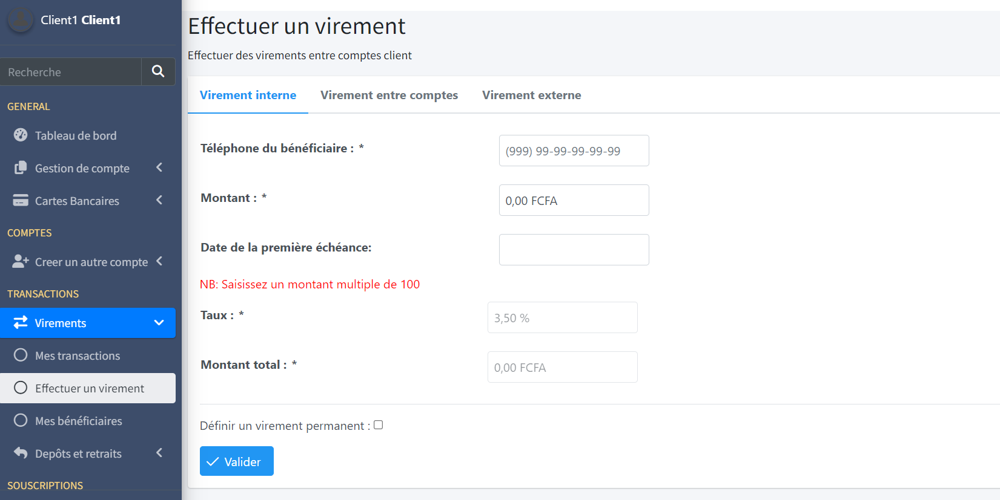 Client1 Client1
Recherche
GENERAL
Tableau de bord
Gestion de compte
Cartes Bancaires
COMPTES
Creer un autre compte
TRANSACTIONS
Virements
Mes transactions
Effectuer un virement
Mes bénéficiaires
Depôts et retraits
SOUSCRIPTIONS
Effectuer un virement
Effectuer des virements entre comptes client
Virement interne Virement entre comptes Virement externe
Téléphone du bénéficiaire : * (999) 99-99-99-99-99
Montant : * 0,00 FCFA
Date de la première échéance:
NB: Saisissez un montant multiple de 100
Taux : * 3,50 %
Montant total : * 0,00 FCFA
Définir un virement permanent :
Valider